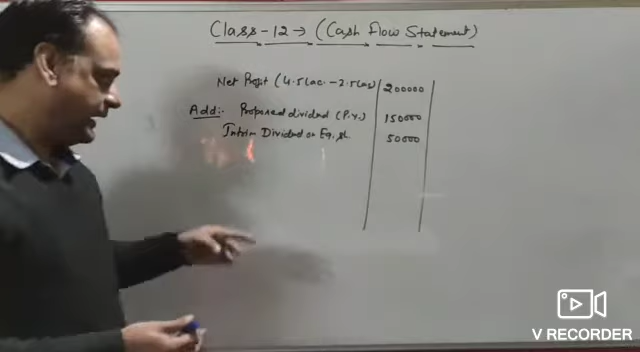 Class-12 → (Cash Flow Statement)
Net Profit (4.5 Lac. - 2.5 Lac) 200000
Add:- Proposed dividend (P.Y.) 150000
Interim Dividend on Eq. sh. 50000
V RECORDER